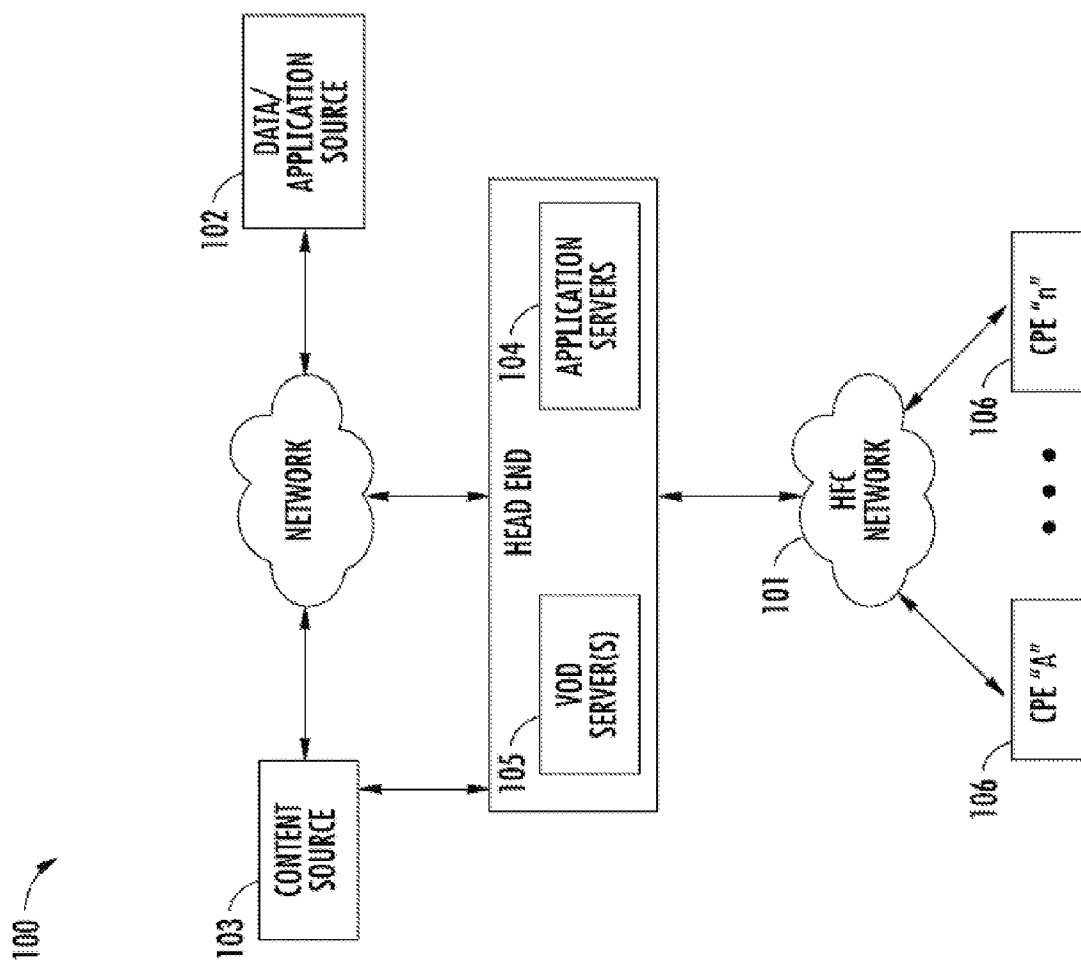 100
103
CONTENT
SOURCE
NETWORK
102
DATA/
APPLICATION
SOURCE
HEAD END
105
VOD
SERVER(S)
104
APPLICATION
SERVERS
101
HFC
NETWORK
106
CPE "A"
106
CPE "n"